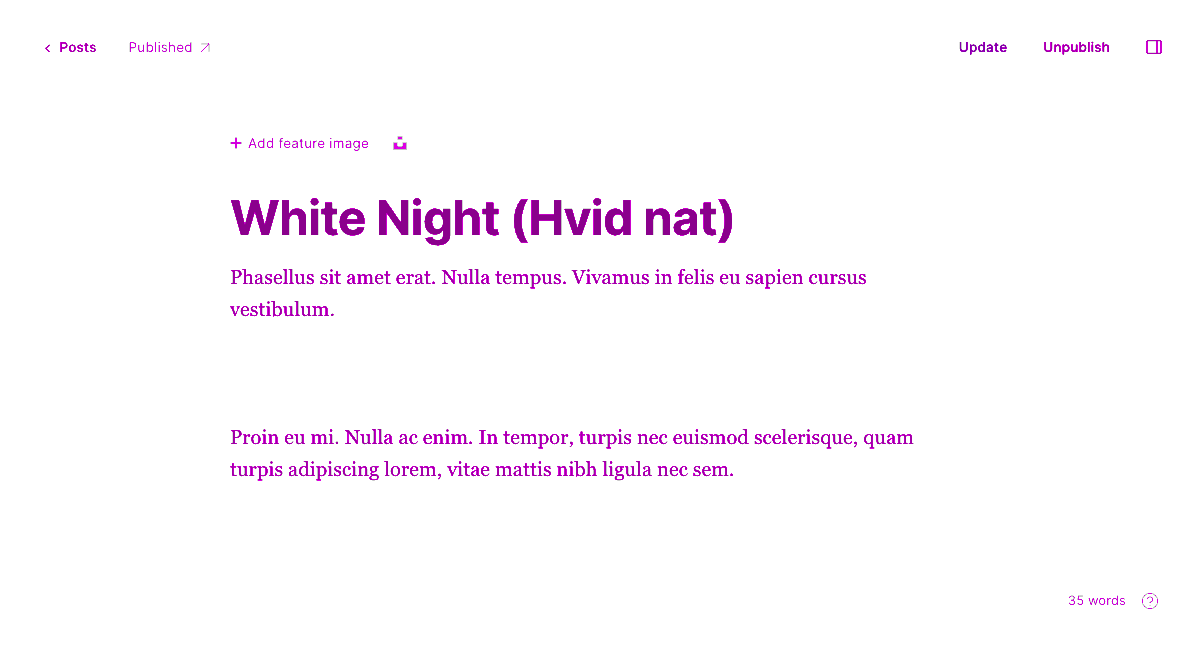 Posts
Published
Update
Unpublish
Add feature image
White Night (Hvid nat)
Phasellus sit amet erat. Nulla tempus. Vivamus in felis eu sapien cursus
vestibulum.
Proin eu mi. Nulla ac enim. In tempor, turpis nec euismod scelerisque, quam
turpis adipiscing lorem, vitae mattis nibh ligula nec sem.
35 words